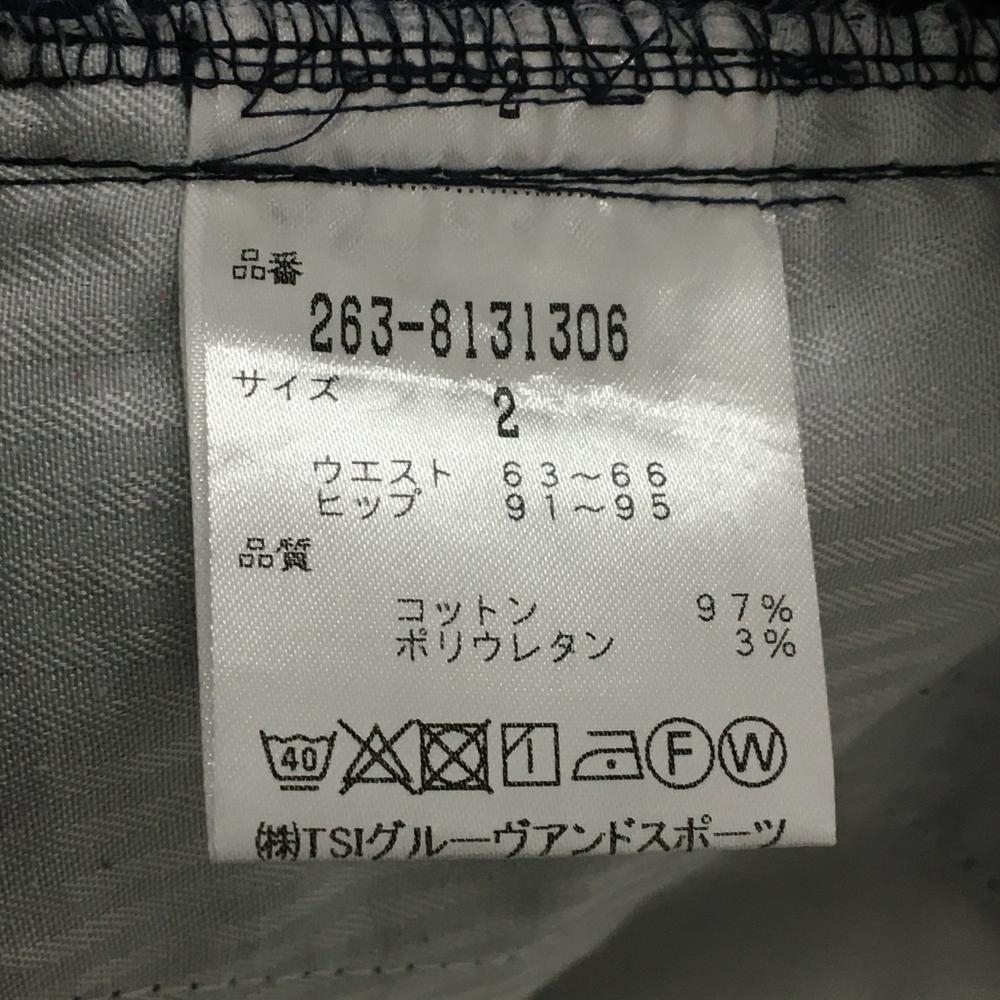 2
品番
263-8131306
サイズ
2
ウエスト 63～66
ヒップ 91～95
品質
コットン 97%
ポリウレタン 3%
40 F W
㈱TSIグルーヴアンドスポーツ